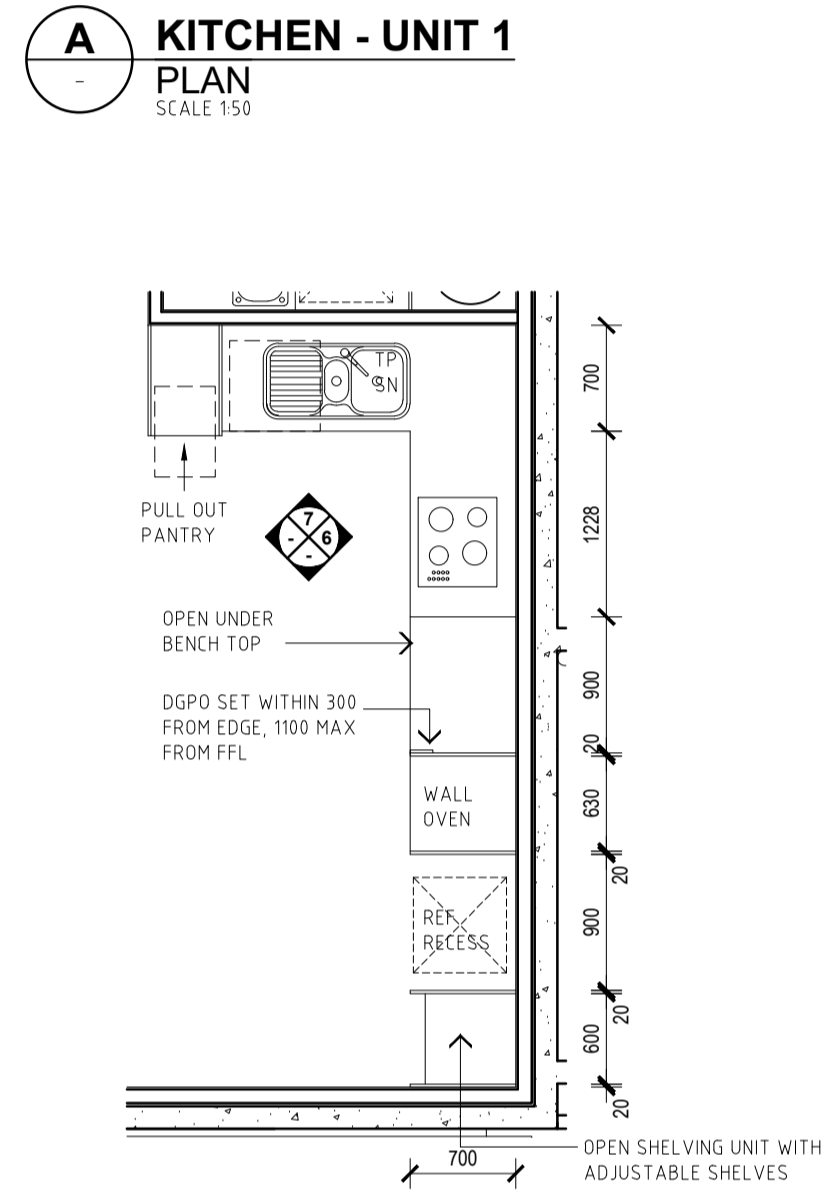 A
-
KITCHEN - UNIT 1
PLAN
SCALE 1:50
TP
SN
700
PULL OUT
PANTRY
7
- 6
-
1228
OPEN UNDER
BENCH TOP
900
DGPO SET WITHIN 300
FROM EDGE, 1100 MAX
FROM FFL
20
WALL
OVEN
630
20
REF
RECESS
900
20
600
20
700
OPEN SHELVING UNIT WITH
ADJUSTABLE SHELVES